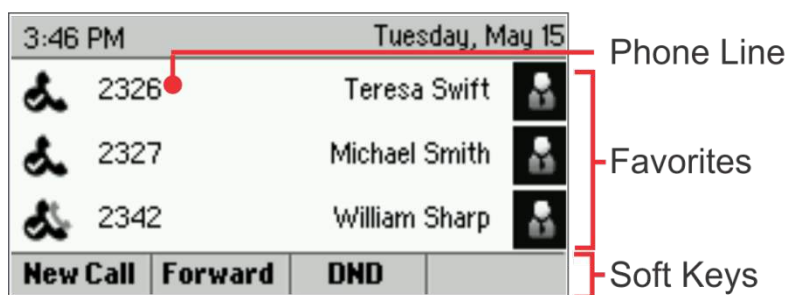 3:46 PM Tuesday, May 15
Phone Line
2326 Teresa Swift
2327 Michael Smith
Favorites
2342 William Sharp
New Call Forward DND
Soft Keys